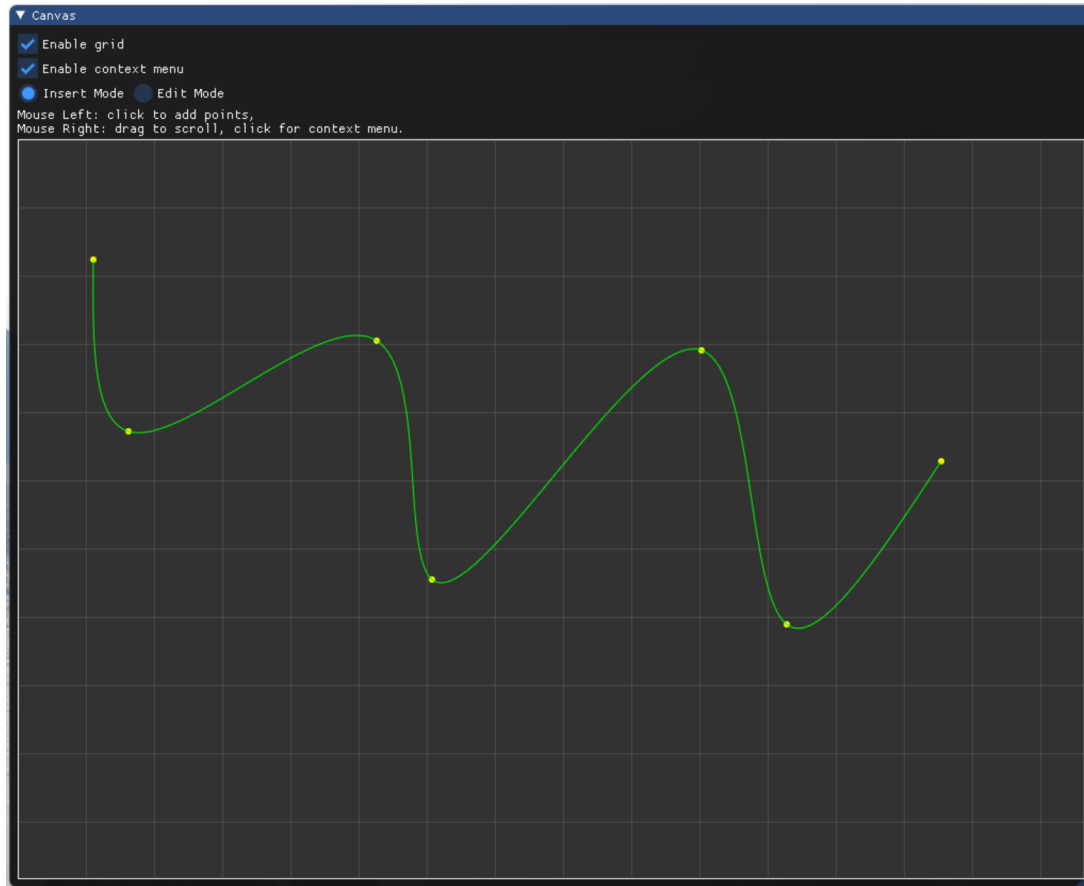 Canvas
Enable grid
Enable context menu
Insert Mode Edit Mode
Mouse Left: click to add points,
Mouse Right: drag to scroll, click for context menu.